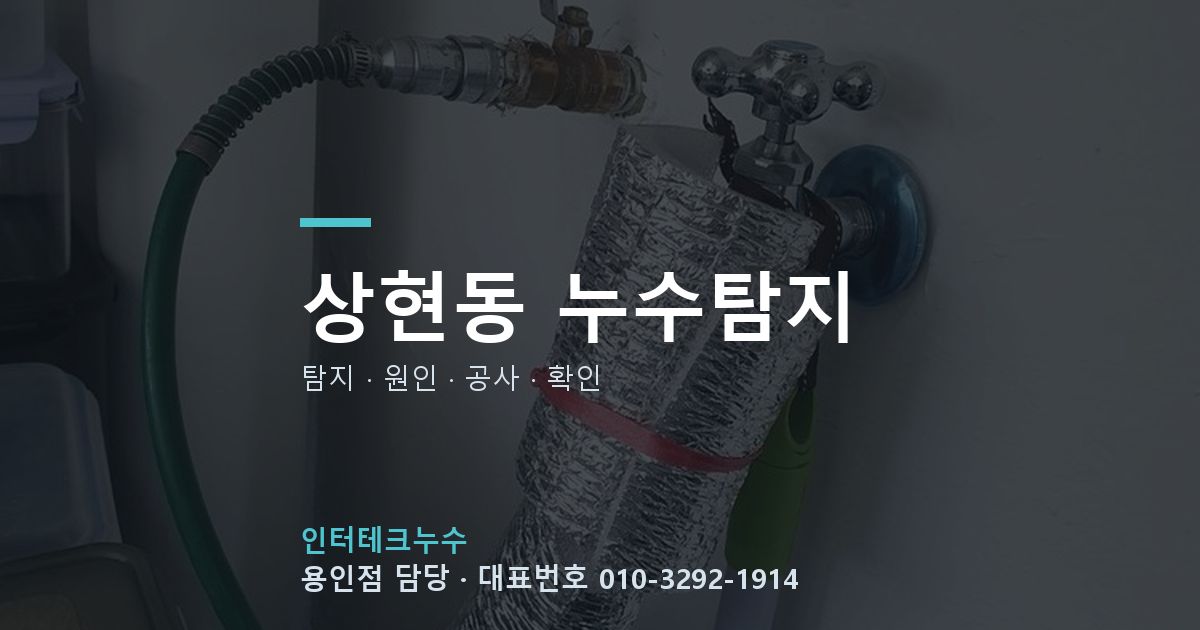 상현동 누수탐지
탐지 · 원인 · 공사 · 확인
인터테크누수
용인점 담당 · 대표번호 010-3292-1914